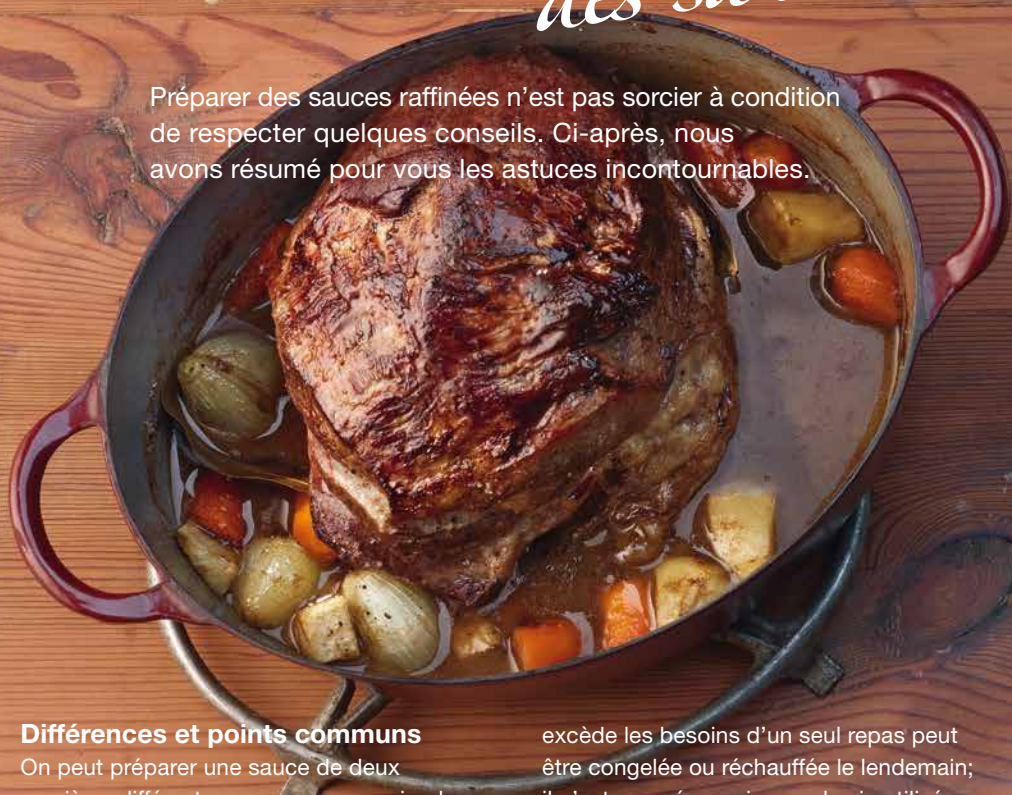 des
Préparer des sauces raffinées n’est pas sorcier à condition
de respecter quelques conseils. Ci-après, nous
avons résumé pour vous les astuces incontournables.
Différences et points communs
On peut préparer une sauce de deux
excède les besoins d’un seul repas peut
être congelée ou réchauffée le lendemain;